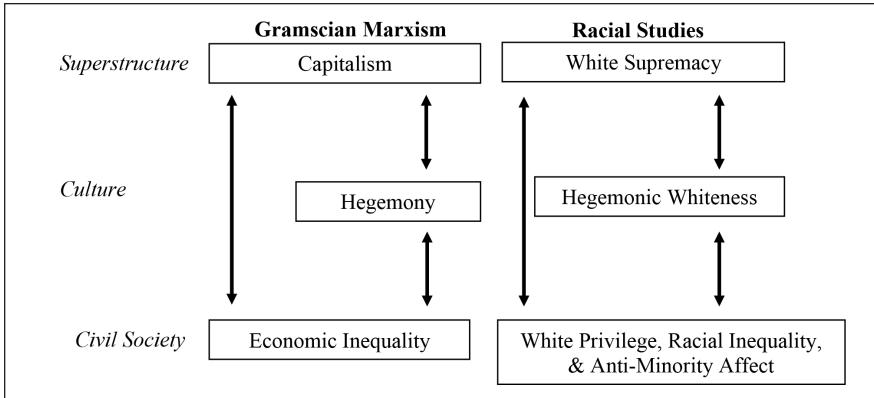 Gramscian Marxism Racial Studies
Superstructure Capitalism White Supremacy
Culture Hegemony Hegemonic Whiteness
Civil Society Economic Inequality White Privilege, Racial Inequality,
& Anti-Minority Affect